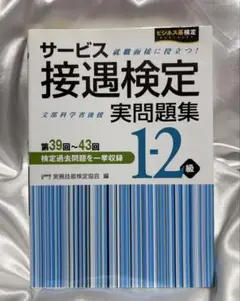 ビジネス系検定
就職面接に役立つ!
サービス
接遇検定
文部科学省後援
実問題集
1-2級
第39回〜43回
検定過去問題を一挙収録
実務技能検定協会 編